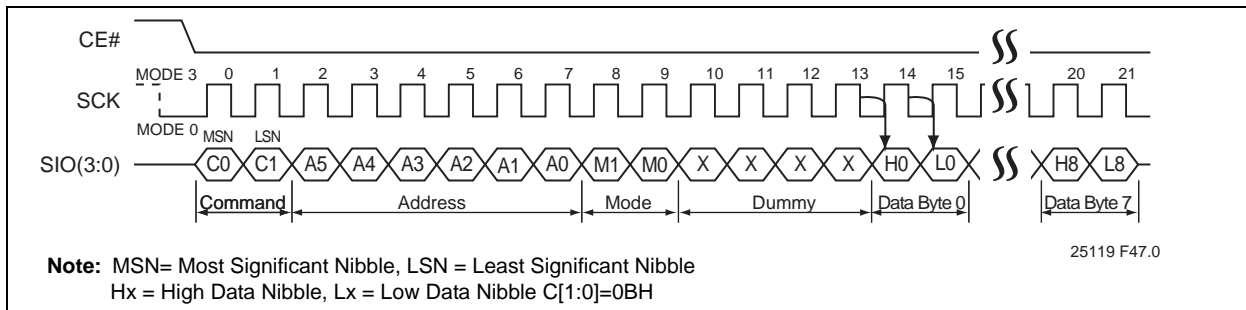 CE#
MODE 3 0 1 2 3 4 5 6 7 8 9 10 11 12 13 14 15 20 21
SCK
MODE 0
MSN LSN
SIO(3:0) C0 C1 A5 A4 A3 A2 A1 A0 M1 M0 X X X X H0 L0 H8 L8
Command Address Mode Dummy Data Byte 0 Data Byte 7
25119 F47.0
Note: MSN= Most Significant Nibble, LSN = Least Significant Nibble
Hx = High Data Nibble, Lx = Low Data Nibble C[1:0]=0BH